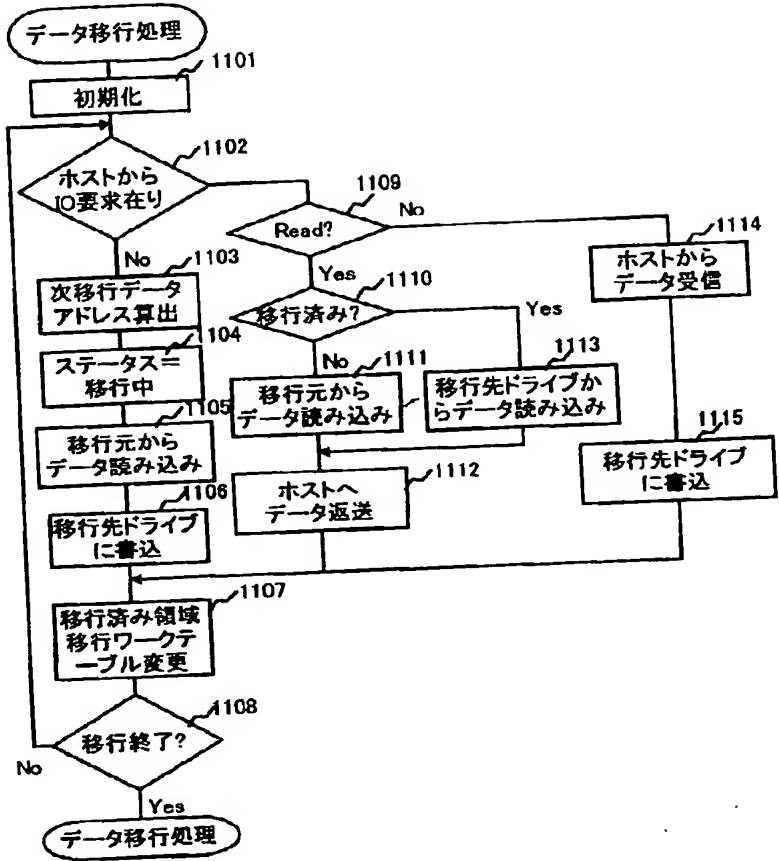 データ移行処理
1101
初期化
1102
ホストから
IO要求在り
No
1103
次移行データ
アドレス算出
1104
ステータス＝
移行中
1105
移行元から
データ読み込み
1106
移行先ドライブ
に書込
1109
Read?
No
Yes
1110
移行済み?
Yes
No
1111
移行元から
データ読み込み
1113
移行先ドライブか
らデータ読み込み
1112
ホストへ
データ返送
1114
ホストから
データ受信
1115
移行先ドライブ
に書込
1107
移行済み領域
移行ワークテ
ーブル変更
1108
移行終了?
No
Yes
データ移行処理